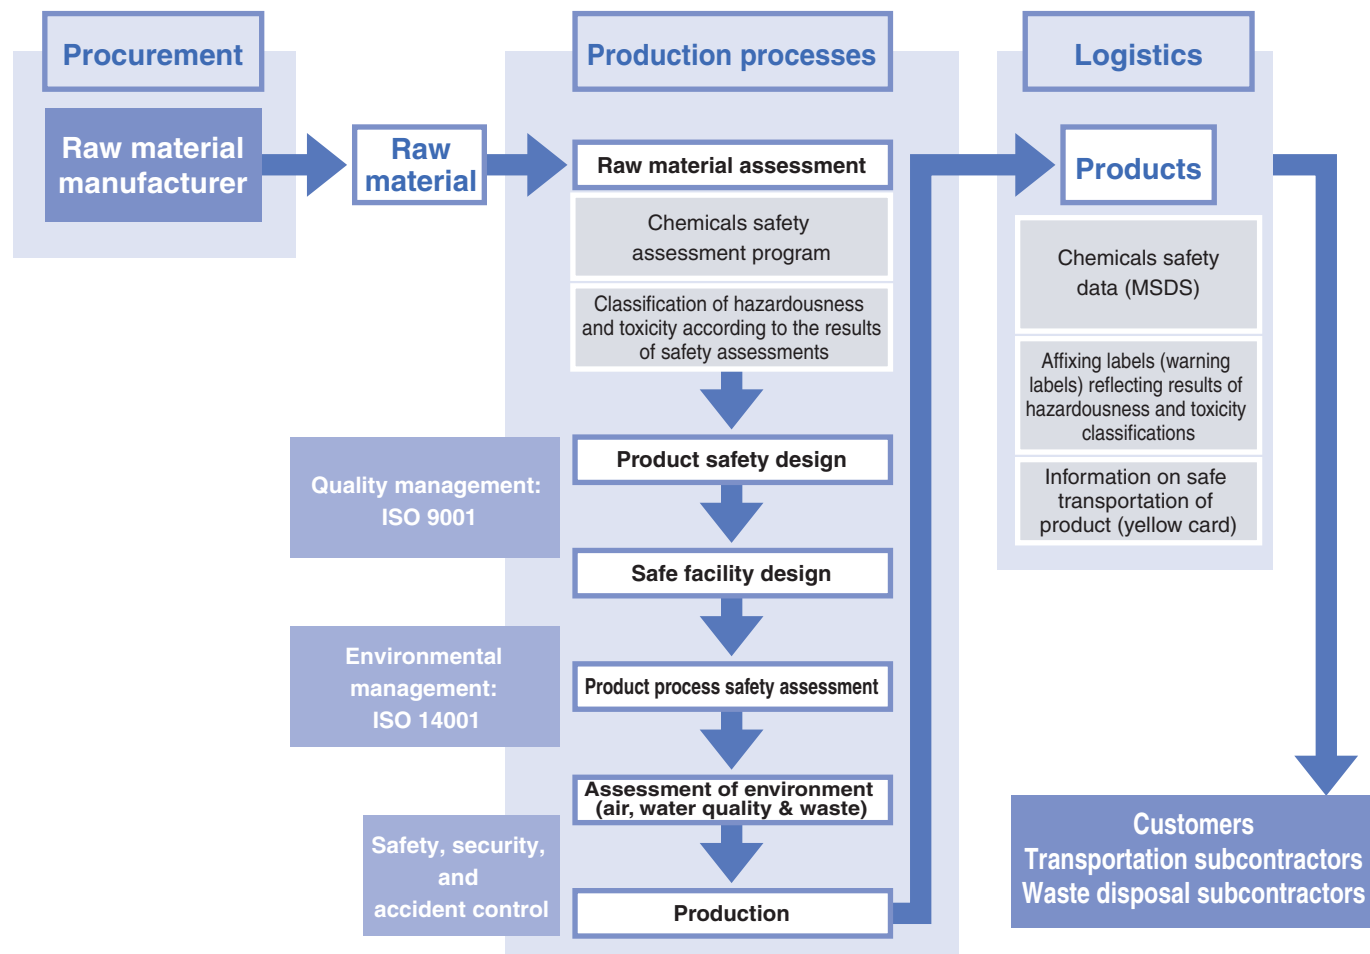 Procurement
Raw material
manufacturer
Raw
material
Production processes
Raw material assessment
Chemicals safety
assessment program
Classification of hazardousness
and toxicity according to the results
of safety assessments
Product safety design
Safe facility design
Product process safety assessment
Assessment of environment
(air, water quality & waste)
Production
Quality management:
ISO 9001
Environmental
management:
ISO 14001
Safety, security,
and
accident control
Logistics
Products
Chemicals safety
data (MSDS)
Affixing labels (warning
labels) reflecting results of
hazardousness and toxicity
classifications
Information on safe
transportation of
product (yellow card)
Customers
Transportation subcontractors
Waste disposal subcontractors